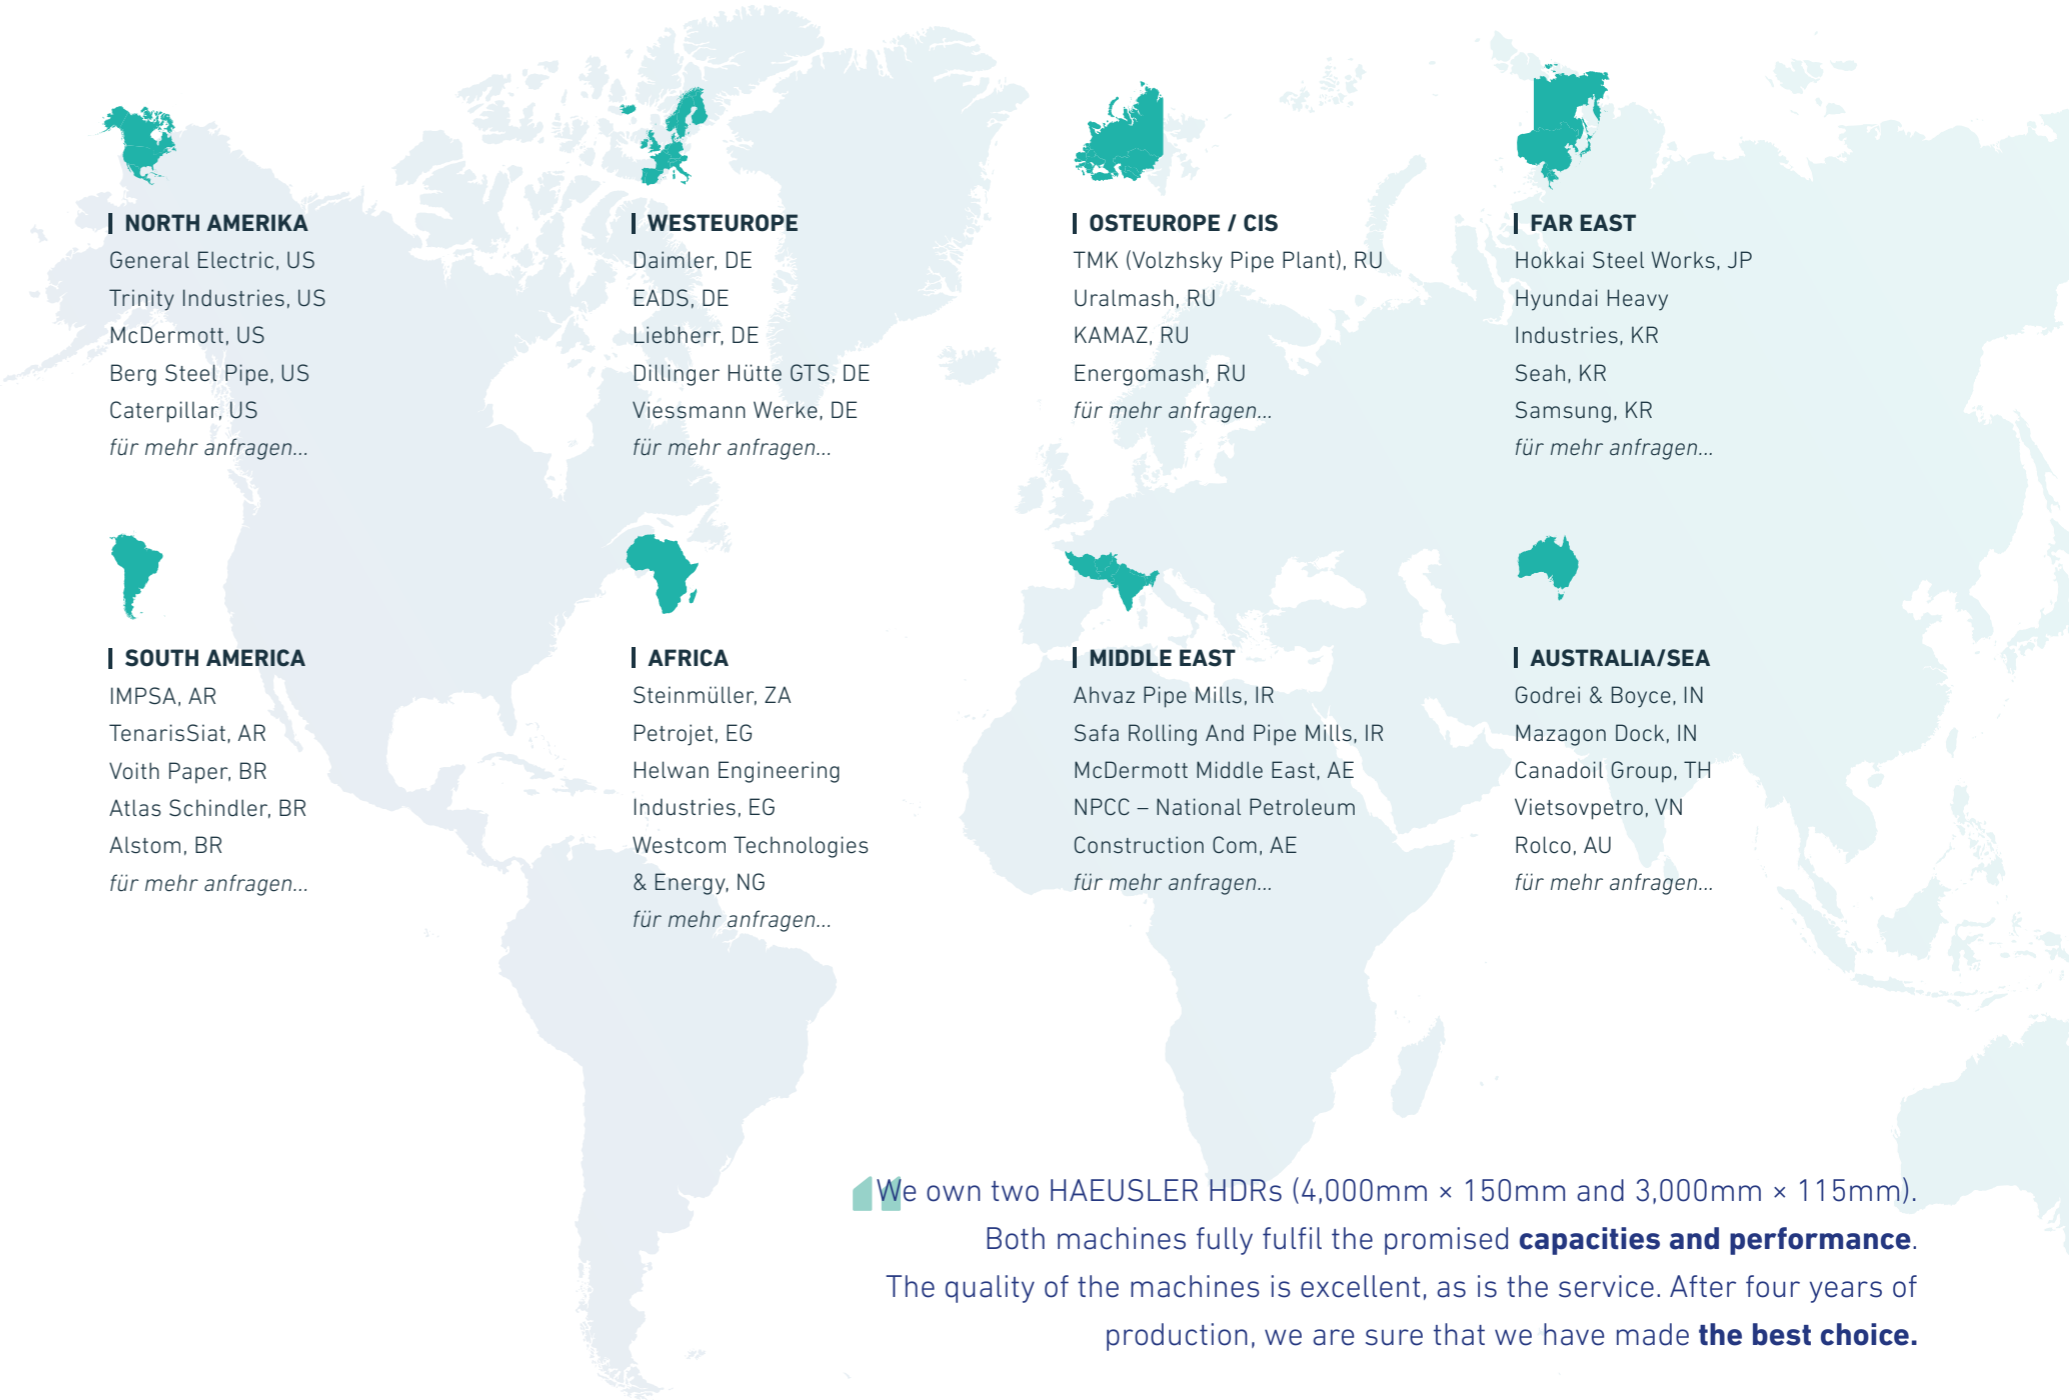 NORTH AMERIKA
General Electric, US
Trinity Industries, US
McDermott, US
Berg Steel Pipe, US
Caterpillar, US
für mehr anfragen...
WESTEUROPE
Daimler, DE
EADS, DE
Liebherr, DE
Dillinger Hütte GTS, DE
Viessmann Werke, DE
für mehr anfragen...
OSTEUROPE / CIS
TMK (Volzhsky Pipe Plant), RU
Uralmash, RU
KAMAZ, RU
Energomash, RU
für mehr anfragen...
FAR EAST
Hokkai Steel Works, JP
Hyundai Heavy
Industries, KR
Seah, KR
Samsung, KR
für mehr anfragen...
SOUTH AMERICA
IMPSA, AR
TenarisSiat, AR
Voith Paper, BR
Atlas Schindler, BR
Alstom, BR
für mehr anfragen...
AFRICA
Steinmüller, ZA
Petrojet, EG
Helwan Engineering
Industries, EG
Westcom Technologies
& Energy, NG
für mehr anfragen...
MIDDLE EAST
Ahvaz Pipe Mills, IR
Safa Rolling And Pipe Mills, IR
McDermott Middle East, AE
NPCC – National Petroleum
Construction Com, AE
für mehr anfragen...
AUSTRALIA/SEA
Godrei & Boyce, IN
Mazagon Dock, IN
Canadoil Group, TH
Vietsovpetro, VN
Rolco, AU
für mehr anfragen...
We own two HAEUSLER HDRs (4,000mm × 150mm and 3,000mm × 115mm).
Both machines fully fulfil the promised capacities and performance.
The quality of the machines is excellent, as is the service. After four years of
production, we are sure that we have made the best choice.